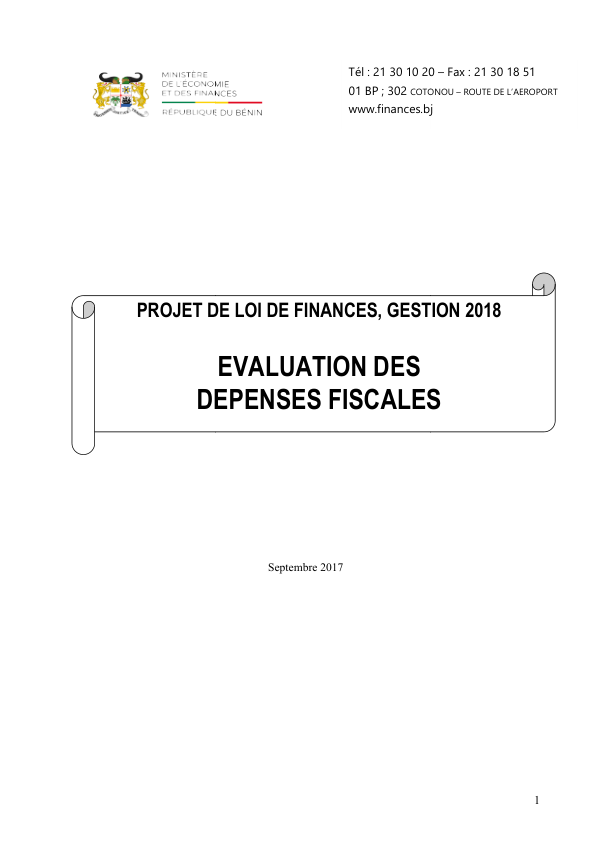 MINISTÈRE
DE L'ÉCONOMIE
ET DES FINANCES
RÉPUBLIQUE DU BÉNIN
Tél : 21 30 10 20 – Fax : 21 30 18 51
01 BP ; 302 COTONOU – ROUTE DE L'AEROPORT
www.finances.bj
PROJET DE LOI DE FINANCES, GESTION 2018
EVALUATION DES
DEPENSES FISCALES
Septembre 2017
1